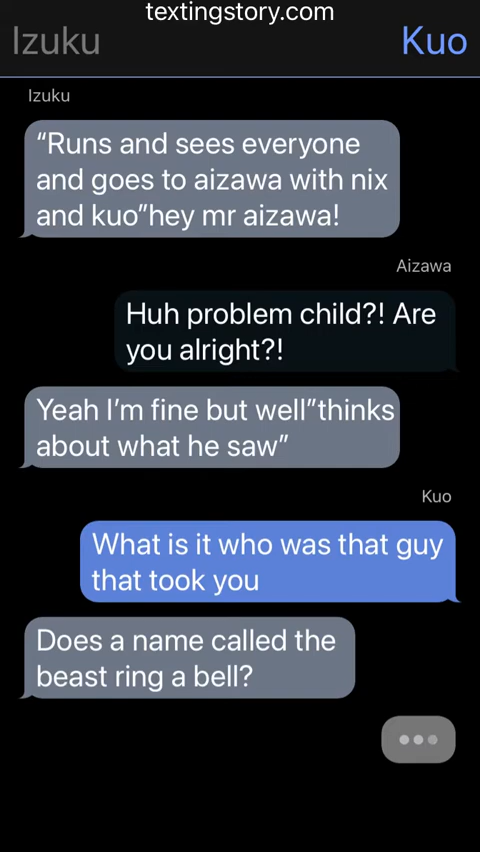 textingstory.com
Izuku
Kuo
Izuku
“Runs and sees everyone
and goes to aizawa with nix
and kuo”hey mr aizawa!
Aizawa
Huh problem child?! Are
you alright?!
Yeah I’m fine but well”thinks
about what he saw”
Kuo
What is it who was that guy
that took you
Does a name called the
beast ring a bell?